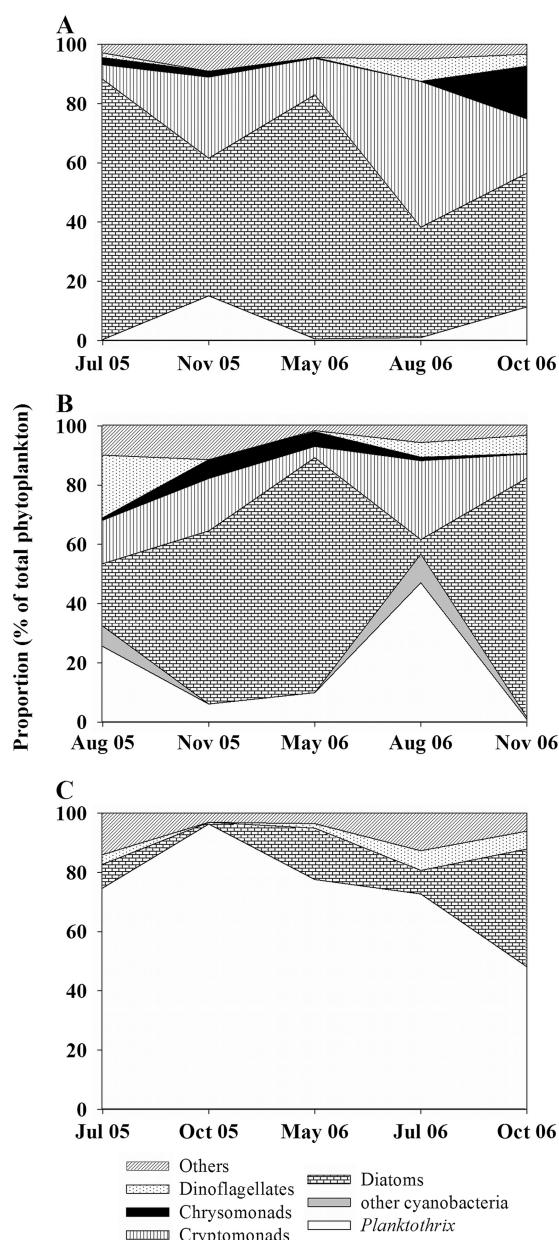 A
100
80
60
40
20
0
Jul 05 Nov 05 May 06 Aug 06 Oct 06
Proportion (% of total phytoplankton)
B
100
80
60
40
20
0
Aug 05 Nov 05 May 06 Aug 06 Nov 06
C
100
80
60
40
20
0
Jul 05 Oct 05 May 06 Jul 06 Oct 06
Others
Dinoflagellates
Chrysomonads
Cryptomonads
Diatoms
other cyanobacteria
Planktothrix